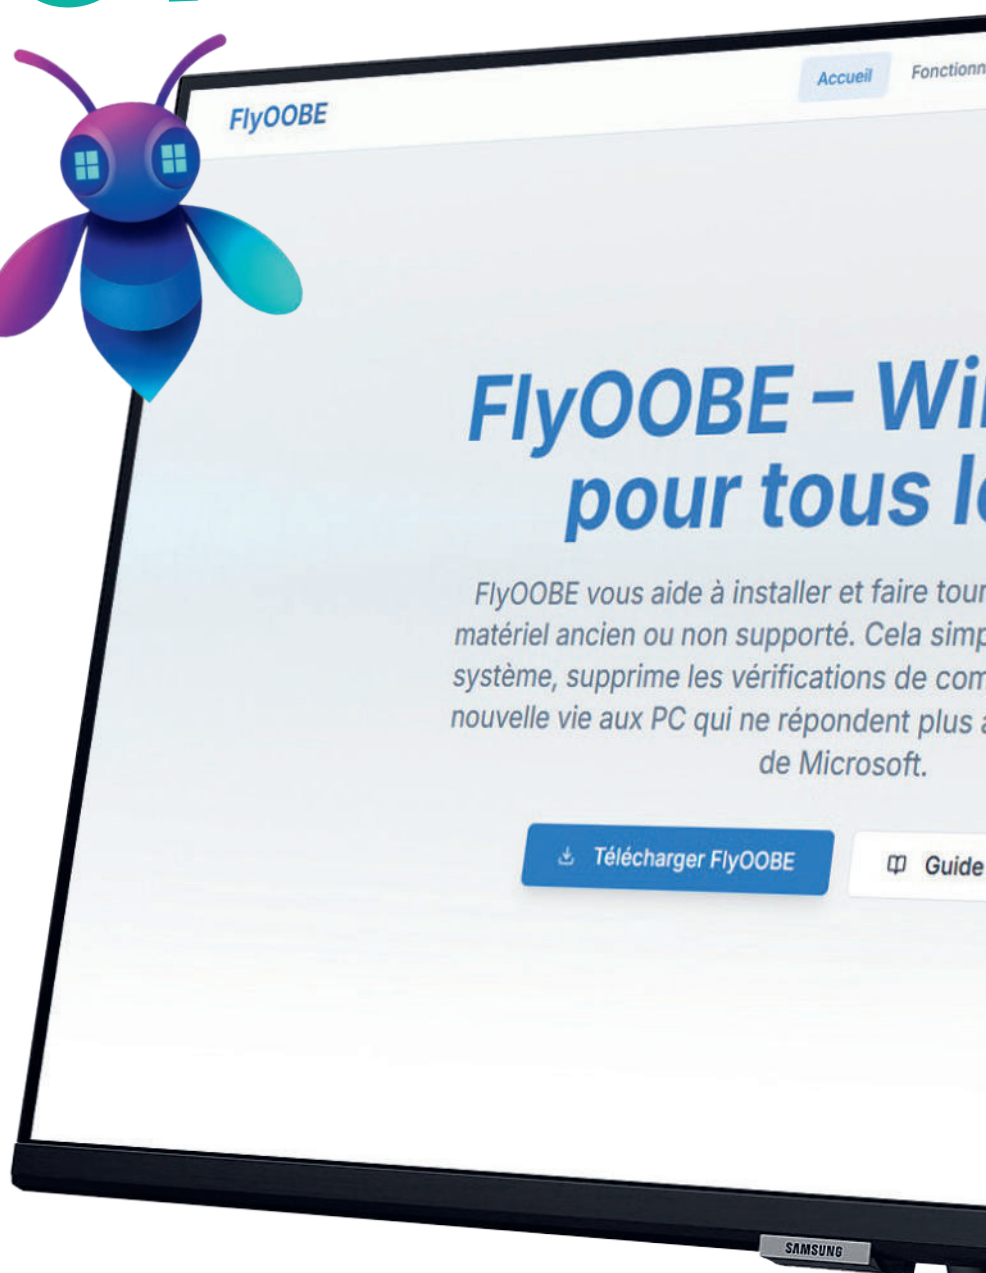 FlyOOBE
Accueil Fonctionn
FlyOOBE – Wi
pour tous l
FlyOOBE vous aide à installer et faire tour
matériel ancien ou non supporté. Cela simp
système, supprime les vérifications de com
nouvelle vie aux PC qui ne répondent plus
de Microsoft.
Télécharger FlyOOBE
Guide
SAMSUNG